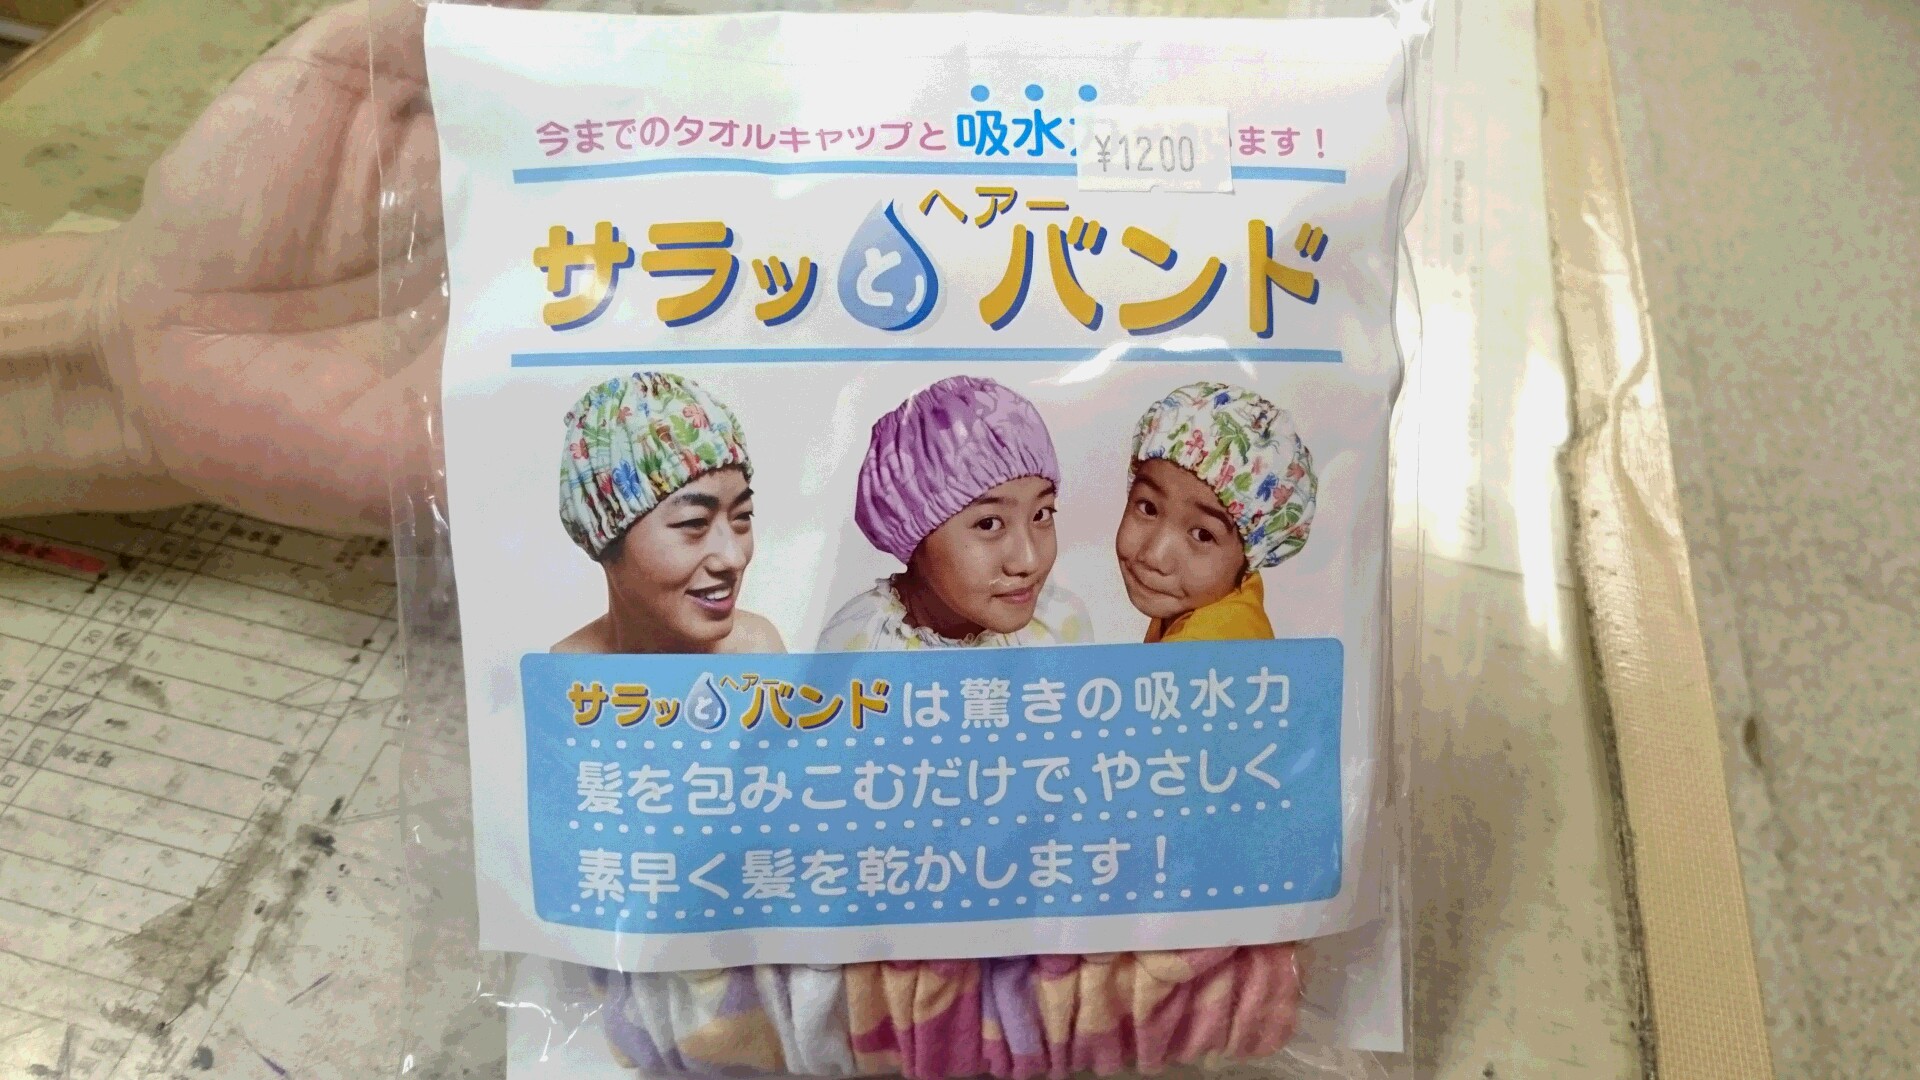 今までのタオルキャップと吸水 ます！
¥1200
サラッとヘアーバンド
サラッとヘアーバンドは驚きの吸水力
髪を包みこむだけで、やさしく
素早く髪を乾かします！